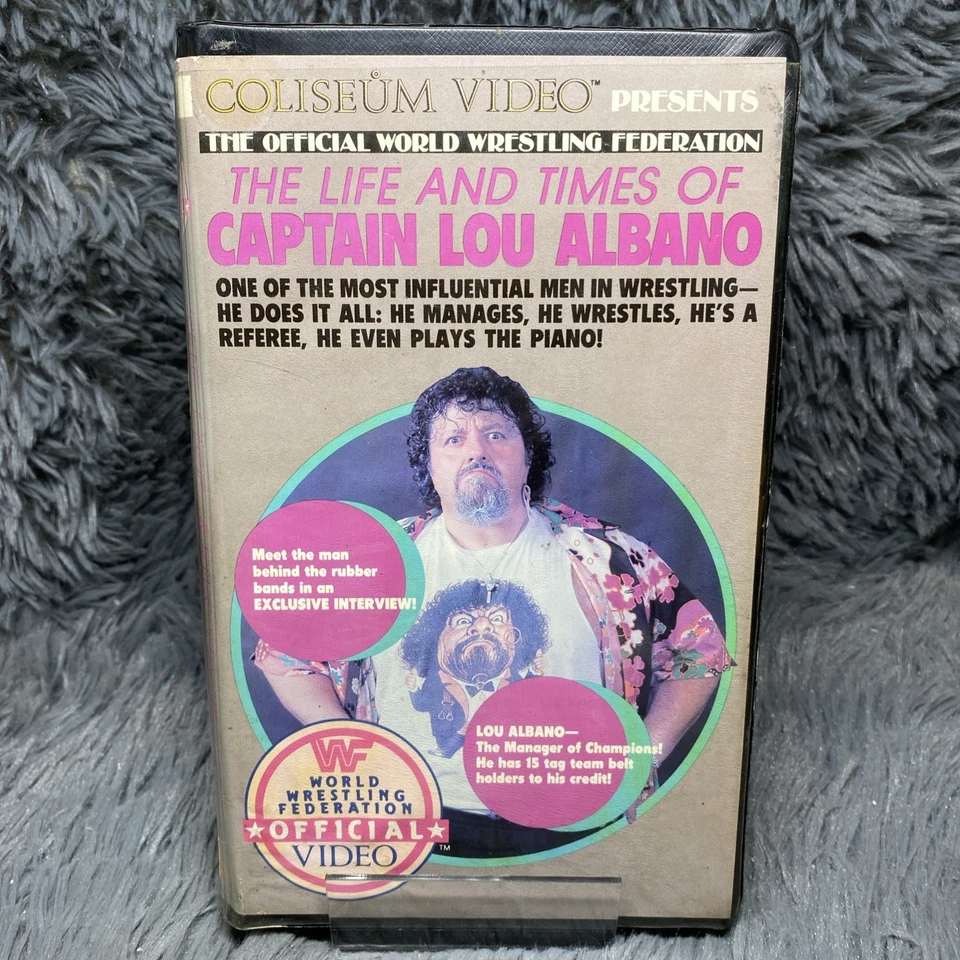 COLISEŮM VIDEO™ PRESENTS
THE OFFICIAL WORLD WRESTLING FEDERATION
THE LIFE AND TIMES OF
CAPTAIN LOU ALBANO
ONE OF THE MOST INFLUENTIAL MEN IN WRESTLING—
HE DOES IT ALL: HE MANAGES, HE WRESTLES, HE'S A
REFEREE, HE EVEN PLAYS THE PIANO!
Meet the man
behind the rubber
bands in an
EXCLUSIVE INTERVIEW!
LOU ALBANO—
The Manager of Champions!
He has 15 tag team belt
holders to his credit!
WF
WORLD
WRESTLING
FEDERATION
★OFFICIAL★
VIDEO™